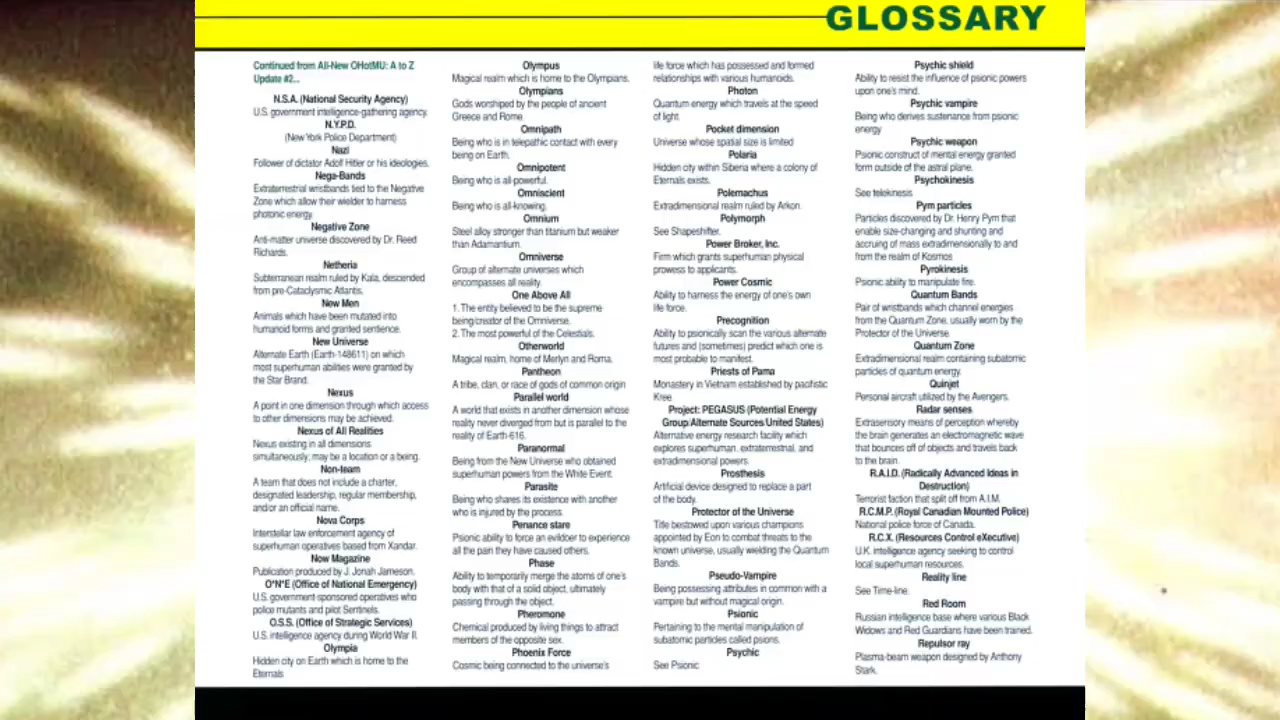 GLOSSARY
Continued from All-New OHotMU: A to Z
Update #2...
N.S.A. (National Security Agency)
U.S. government intelligence-gathering agency.
N.Y.P.D.
(New York Police Department)
Nazi
Follower of dictator Adolf Hitler or his ideologies.
Nega-Bands
Extraterrestrial wristbands tied to the Negative
Zone which allow their wielder to harness
photonic energy.
Negative Zone
Anti-matter universe discovered by Dr. Reed
Richards.
Netheria
Subterranean realm ruled by Kala, descended
from pre-Cataclysmic Atlantis.
New Men
Animals which have been mutated into
humanoid forms and granted sentience.
New Universe
Alternate Earth (Earth-148611) on which
most superhuman abilities were granted by
the Star Brand.
Nexus
A point in one dimension through which access
to other dimensions may be achieved.
Nexus of All Realities
Nexus existing in all dimensions
simultaneously; may be a location or a being.
Non-team
A team that does not include a charter,
designated leadership, regular membership,
and/or an official name.
Nova Corps
Interstellar law enforcement agency of
superhuman operatives based from Xandar.
Now Magazine
Publication produced by J. Jonah Jameson.
O*N*E (Office of National Emergency)
U.S. government-sponsored operatives who
police mutants and pilot Sentinels.
O.S.S. (Office of Strategic Services)
U.S. intelligence agency during World War II.
Olympia
Hidden city on Earth which is home to the
Eternals
Olympus
Magical realm which is home to the Olympians.
Olympians
Gods worshiped by the people of ancient
Greece and Rome.
Omnipath
Being who is in telepathic contact with every
being on Earth.
Omnipotent
Being who is all-powerful.
Omniscient
Being who is all-knowing.
Omnium
Steel alloy stronger than titanium but weaker
than Adamantium.
Omniverse
Group of alternate universes which
encompasses all reality.
One Above All
1. The entity believed to be the supreme
being/creator of the Omniverse.
2. The most powerful of the Celestials.
Otherworld
Magical realm, home of Merlyn and Roma.
Pantheon
A tribe, clan, or race of gods of common origin
Parallel world
A world that exists in another dimension whose
reality never diverged from but is parallel to the
reality of Earth-616.
Paranormal
Being from the New Universe who obtained
superhuman powers from the White Event.
Parasite
Being who shares its existence with another
who is injured by the process.
Penance stare
Psionic ability to force an evildoer to experience
all the pain they have caused others.
Phase
Ability to temporarily merge the atoms of one's
body with that of a solid object, ultimately
passing through the object.
Pheromone
Chemical produced by living things to attract
members of the opposite sex.
Phoenix Force
Cosmic being connected to the universe's
life force which has possessed and formed
relationships with various humanoids.
Photon
Quantum energy which travels at the speed
of light.
Pocket dimension
Universe whose spatial size is limited
Polaria
Hidden city within Siberia where a colony of
Eternals exists.
Polemachus
Extradimensional realm ruled by Arkon.
Polymorph
See Shapeshifter.
Power Broker, Inc.
Firm which grants superhuman physical
prowess to applicants.
Power Cosmic
Ability to harness the energy of one's own
life force.
Precognition
Ability to psionically scan the various alternate
futures and (sometimes) predict which one is
most probable to manifest.
Priests of Pama
Monastery in Vietnam established by pacifistic
Kree.
Project: PEGASUS (Potential Energy
Group/Alternate Sources/United States)
Alternative energy research facility which
explores superhuman, extraterrestrial, and
extradimensional powers.
Prosthesis
Artificial device designed to replace a part
of the body.
Protector of the Universe
Title bestowed upon various champions
appointed by Eon to combat threats to the
known universe, usually wielding the Quantum
Bands.
Pseudo-Vampire
Being possessing attributes in common with a
vampire but without magical origin.
Psionic
Pertaining to the mental manipulation of
subatomic particles called psions.
Psychic
See Psionic
Psychic shield
Ability to resist the influence of psionic powers
upon one's mind.
Psychic vampire
Being who derives sustenance from psionic
energy
Psychic weapon
Psionic construct of mental energy granted
form outside of the astral plane.
Psychokinesis
See telekinesis
Pym particles
Particles discovered by Dr. Henry Pym that
enable size-changing and shunting and
accruing of mass extradimensionally to and
from the realm of Kosmos
Pyrokinesis
Psionic ability to manipulate fire.
Quantum Bands
Pair of wristbands which channel energies
from the Quantum Zone, usually worn by the
Protector of the Universe.
Quantum Zone
Extradimensional realm containing subatomic
particles of quantum energy.
Quinjet
Personal aircraft utilized by the Avengers.
Radar senses
Extrasensory means of perception whereby
the brain generates an electromagnetic wave
that bounces off of objects and travels back
to the brain.
R.A.I.D. (Radically Advanced Ideas in
Destruction)
Terrorist faction that split off from A.I.M.
R.C.M.P. (Royal Canadian Mounted Police)
National police force of Canada.
R.C.X. (Resources Control eXecutive)
U.K. intelligence agency seeking to control
local superhuman resources.
Reality line
See Time-line.
Red Room
Russian intelligence base where various Black
Widows and Red Guardians have been trained.
Repulsor ray
Plasma-beam weapon designed by Anthony
Stark.